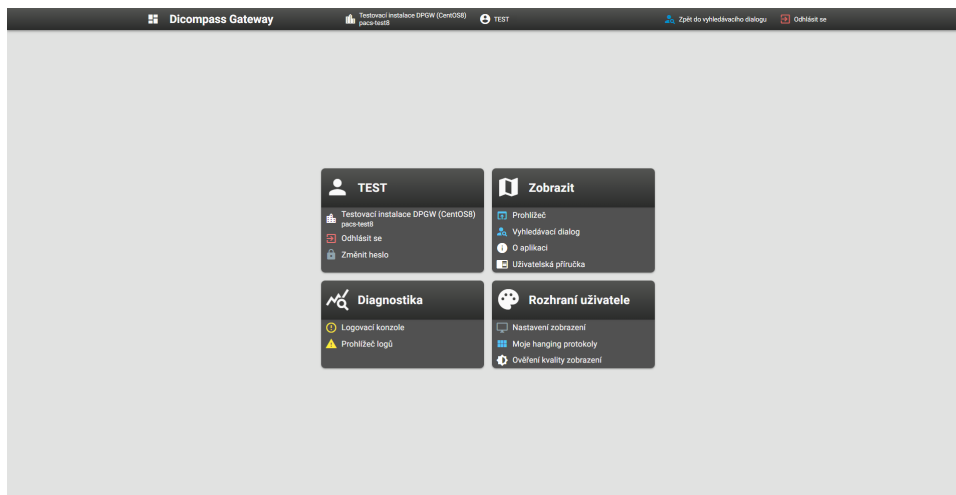 Dicompass Gateway
Testovací instalace DPGW (CentOS8)
pacs-test8
TEST
Zpět do vyhledávacího dialogu
Odhlásit se
TEST
Testovací instalace DPGW (CentOS8)
pacs-test8
Odhlásit se
Změnit heslo
Zobrazit
Prohlížeč
Vyhledávací dialog
O aplikaci
Uživatelská příručka
Diagnostika
Logovací konzole
Prohlížeč logů
Rozhraní uživatele
Nastavení zobrazení
Moje hanging protokoly
Ověření kvality zobrazení